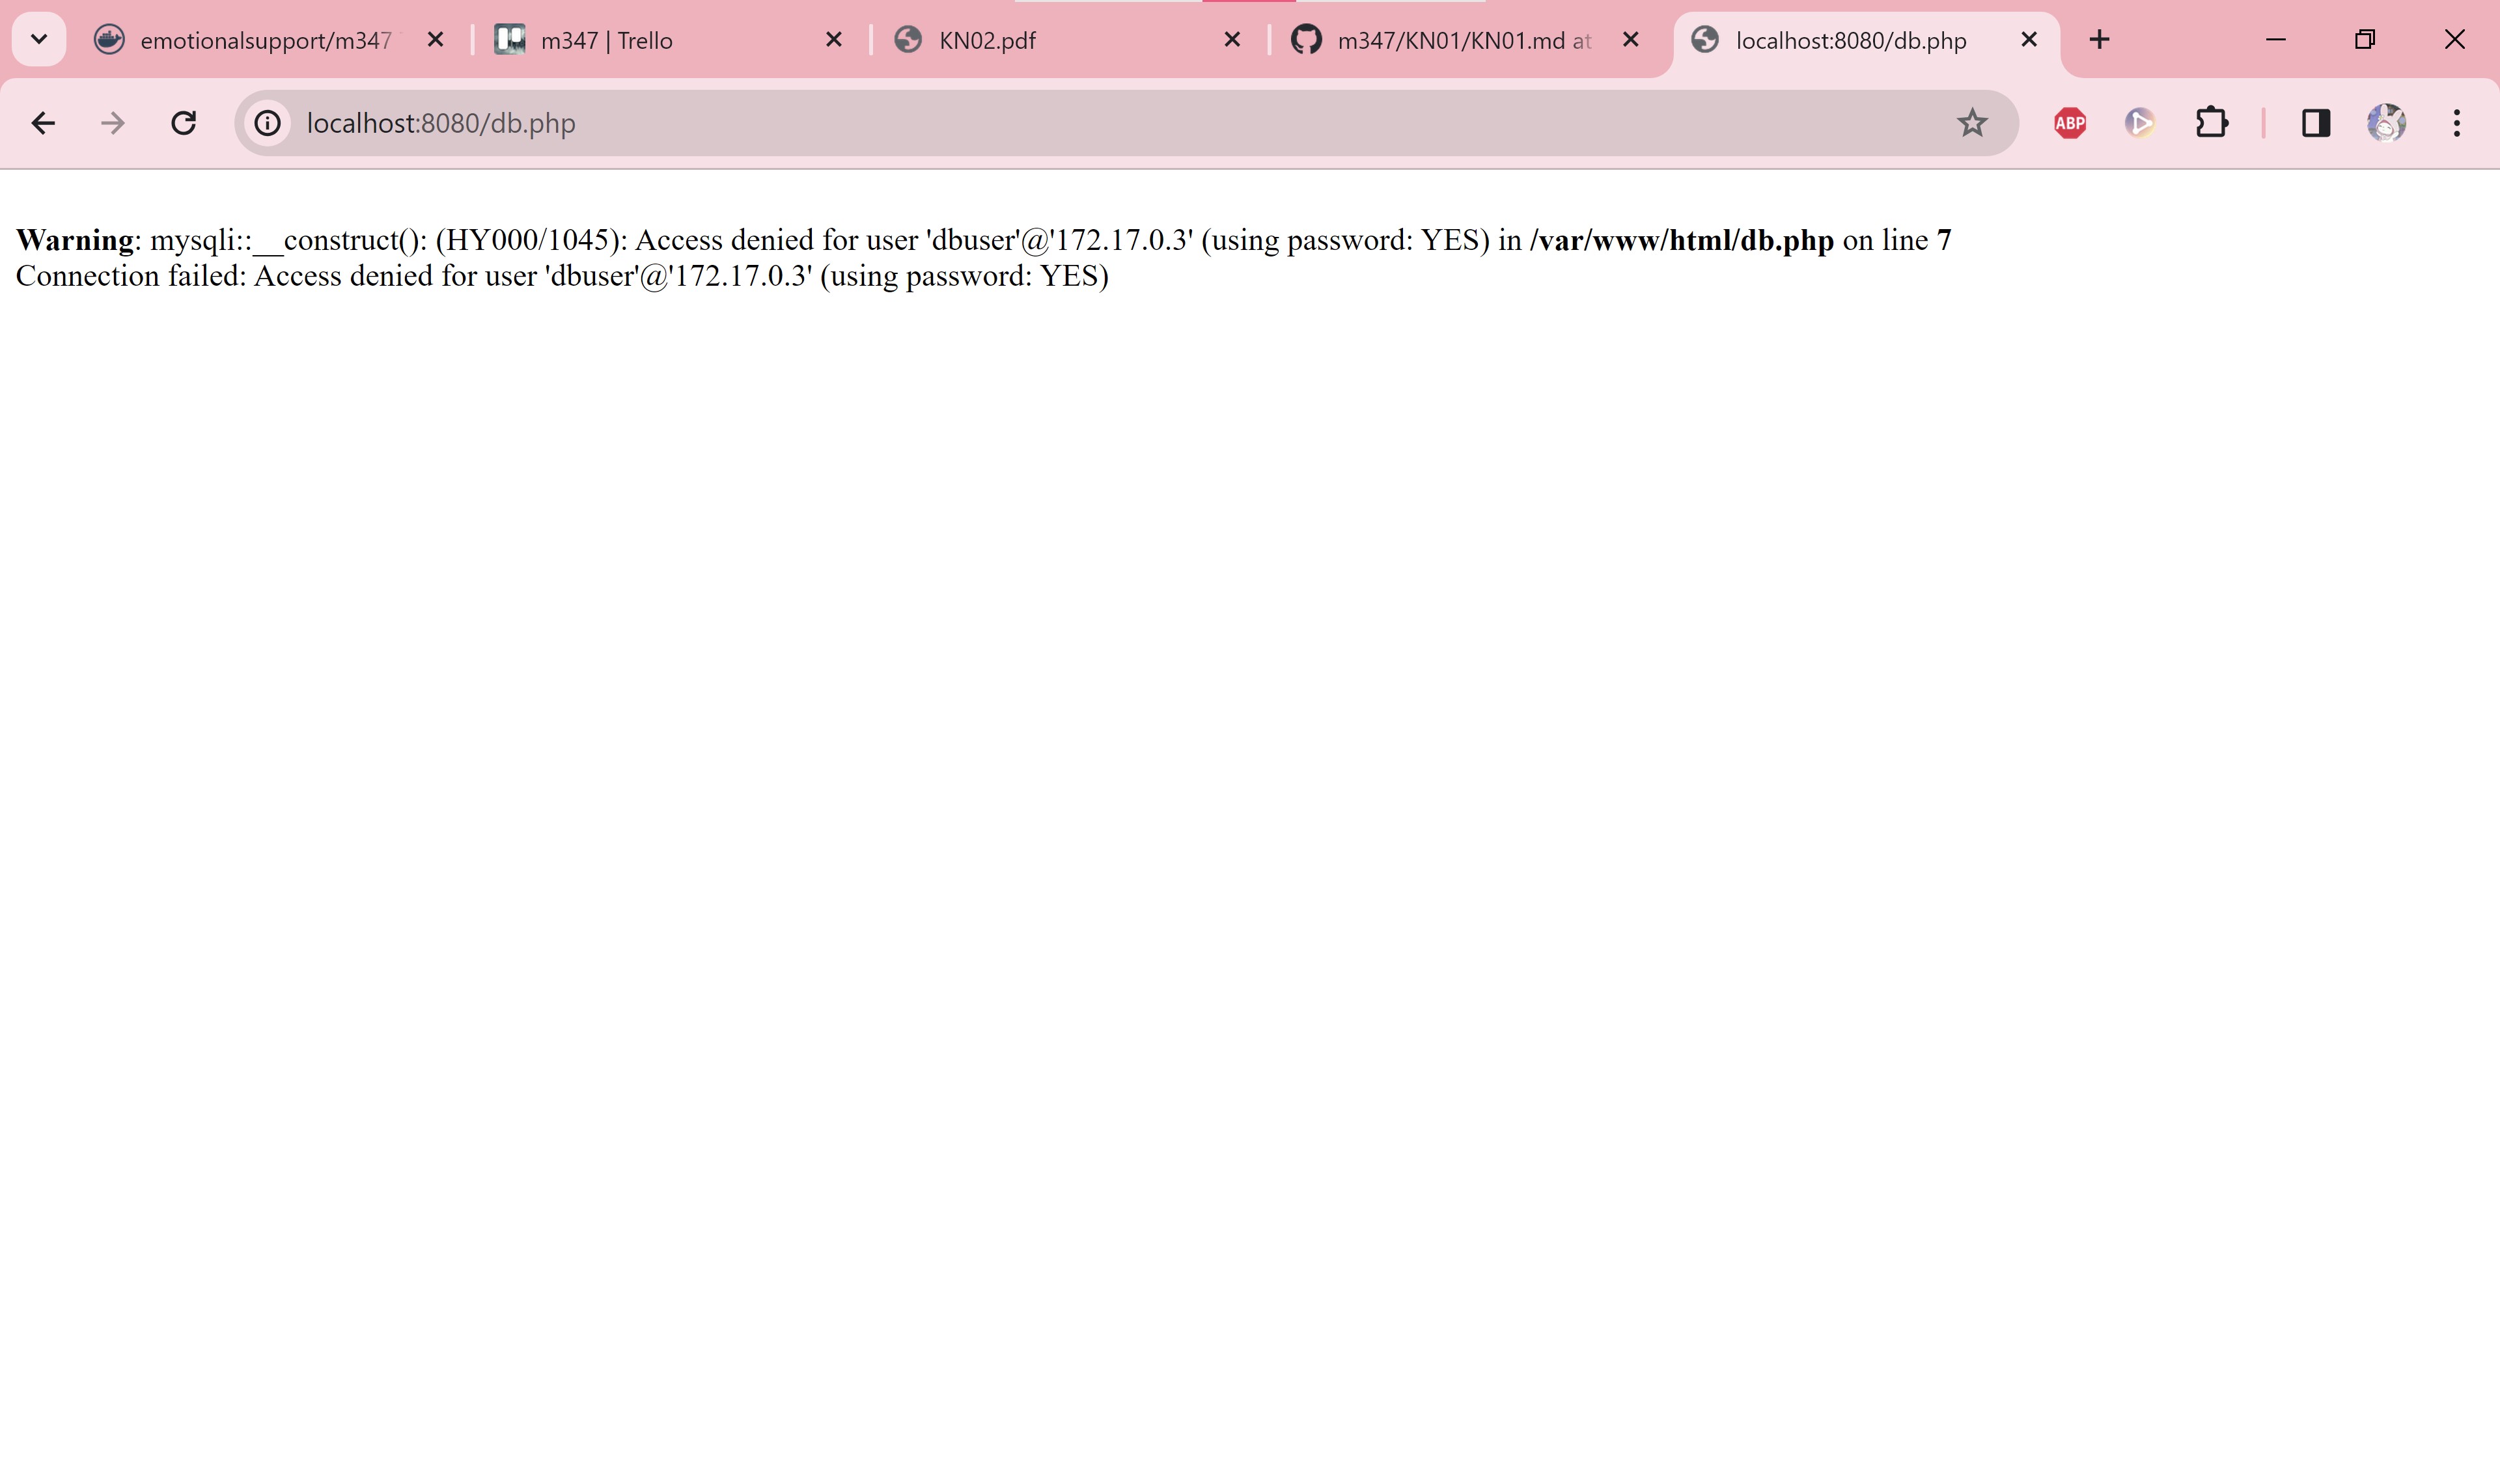 emotionalsupport/m347
m347 | Trello
KN02.pdf
m347/KN01/KN01.md at
localhost:8080/db.php
localhost:8080/db.php
ABP
Warning: mysqli::__construct(): (HY000/1045): Access denied for user 'dbuser'@'172.17.0.3' (using password: YES) in /var/www/html/db.php on line 7
Connection failed: Access denied for user 'dbuser'@'172.17.0.3' (using password: YES)